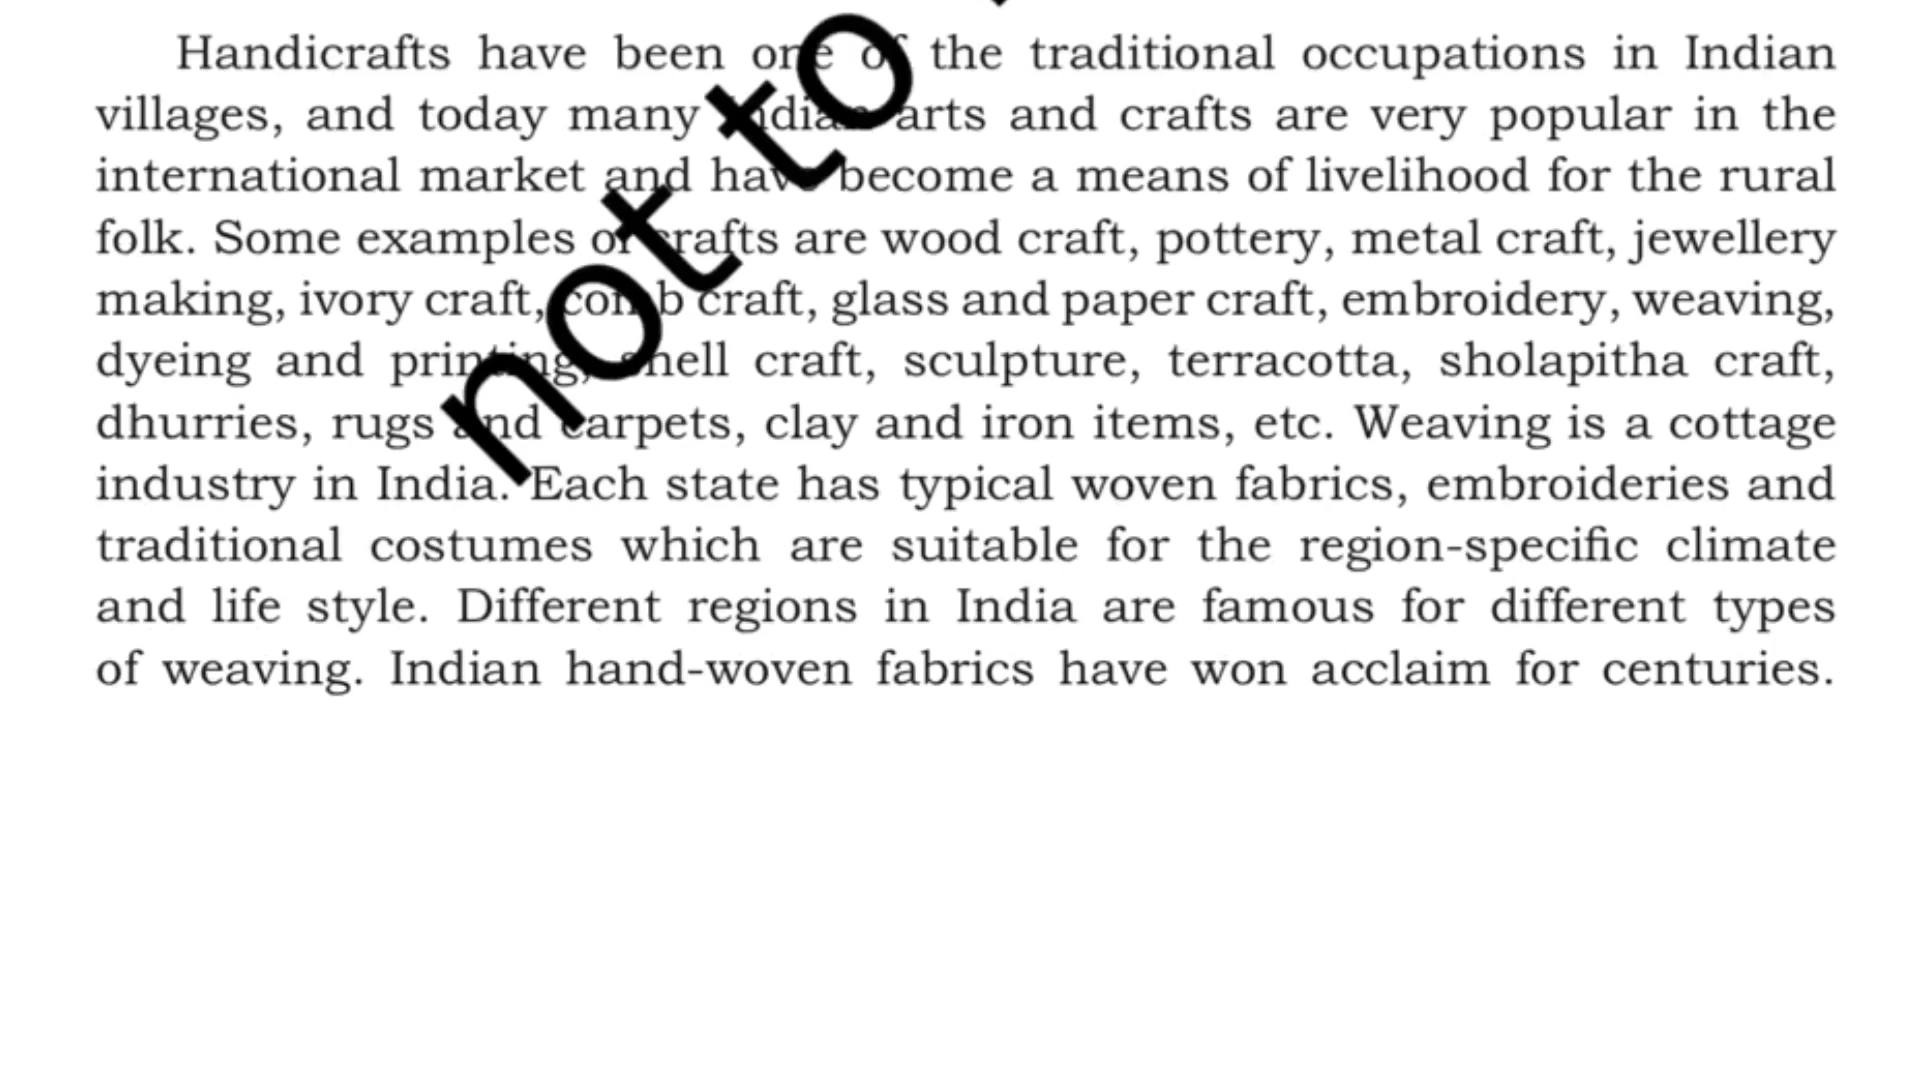 Handicrafts have been one of the traditional occupations in Indian
villages, and today many Indian arts and crafts are very popular in the
international market and have become a means of livelihood for the rural
folk. Some examples of crafts are wood craft, pottery, metal craft, jewellery
making, ivory craft, comb craft, glass and paper craft, embroidery, weaving,
dyeing and printing, shell craft, sculpture, terracotta, sholapitha craft,
dhurries, rugs and carpets, clay and iron items, etc. Weaving is a cottage
industry in India. Each state has typical woven fabrics, embroideries and
traditional costumes which are suitable for the region-specific climate
and life style. Different regions in India are famous for different types
of weaving. Indian hand-woven fabrics have won acclaim for centuries.
not to